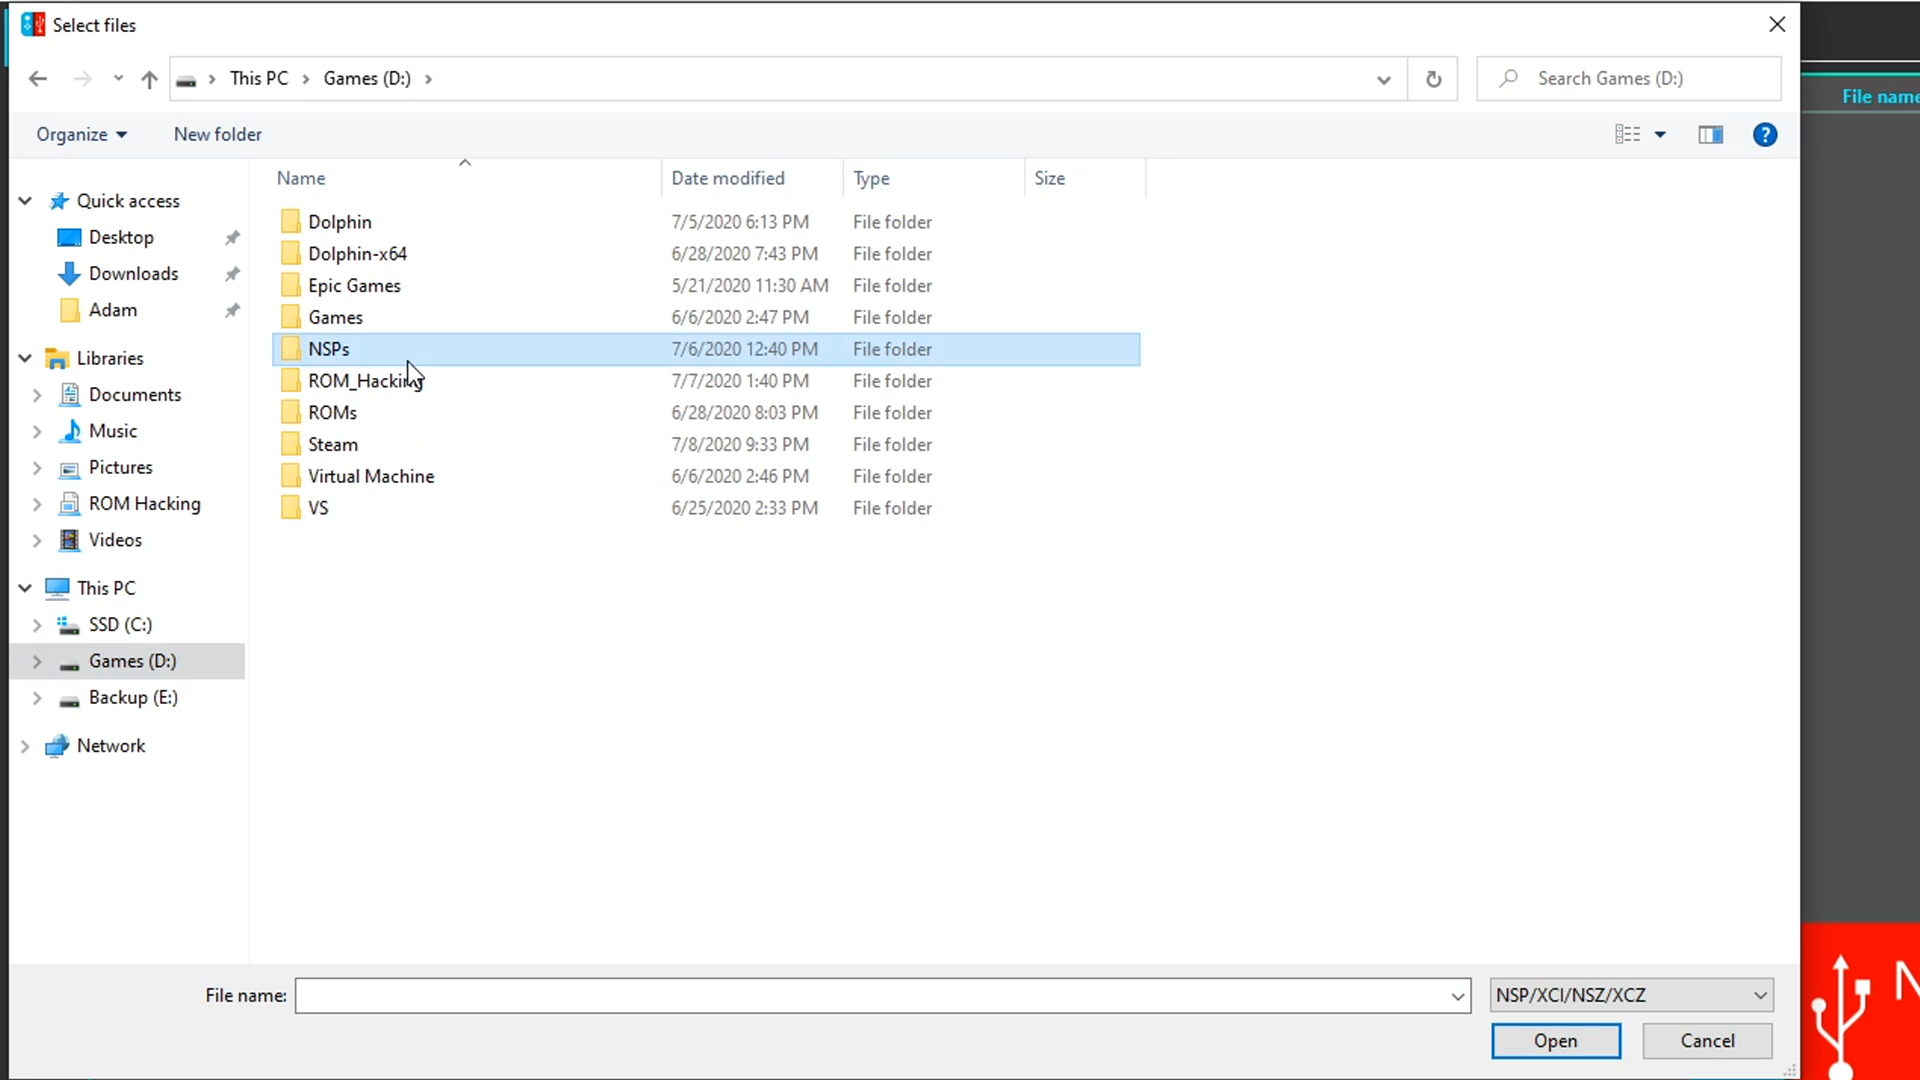 Select files
This PC
Games (D:)
Search Games (D:)
File name
Organize
New folder
Name
Date modified
Type
Size
Quick access
Desktop
Downloads
Adam
Libraries
Documents
Music
Pictures
ROM Hacking
Videos
This PC
SSD (C:)
Games (D:)
Backup (E:)
Network
Dolphin 7/5/2020 6:13 PM File folder
Dolphin-x64 6/28/2020 7:43 PM File folder
Epic Games 5/21/2020 11:30 AM File folder
Games 6/6/2020 2:47 PM File folder
NSPs 7/6/2020 12:40 PM File folder
ROM_Hacking 7/7/2020 1:40 PM File folder
ROMs 6/28/2020 8:03 PM File folder
Steam 7/8/2020 9:33 PM File folder
Virtual Machine 6/6/2020 2:46 PM File folder
VS 6/25/2020 2:33 PM File folder
File name:
NSP/XCI/NSZ/XCZ
Open
Cancel